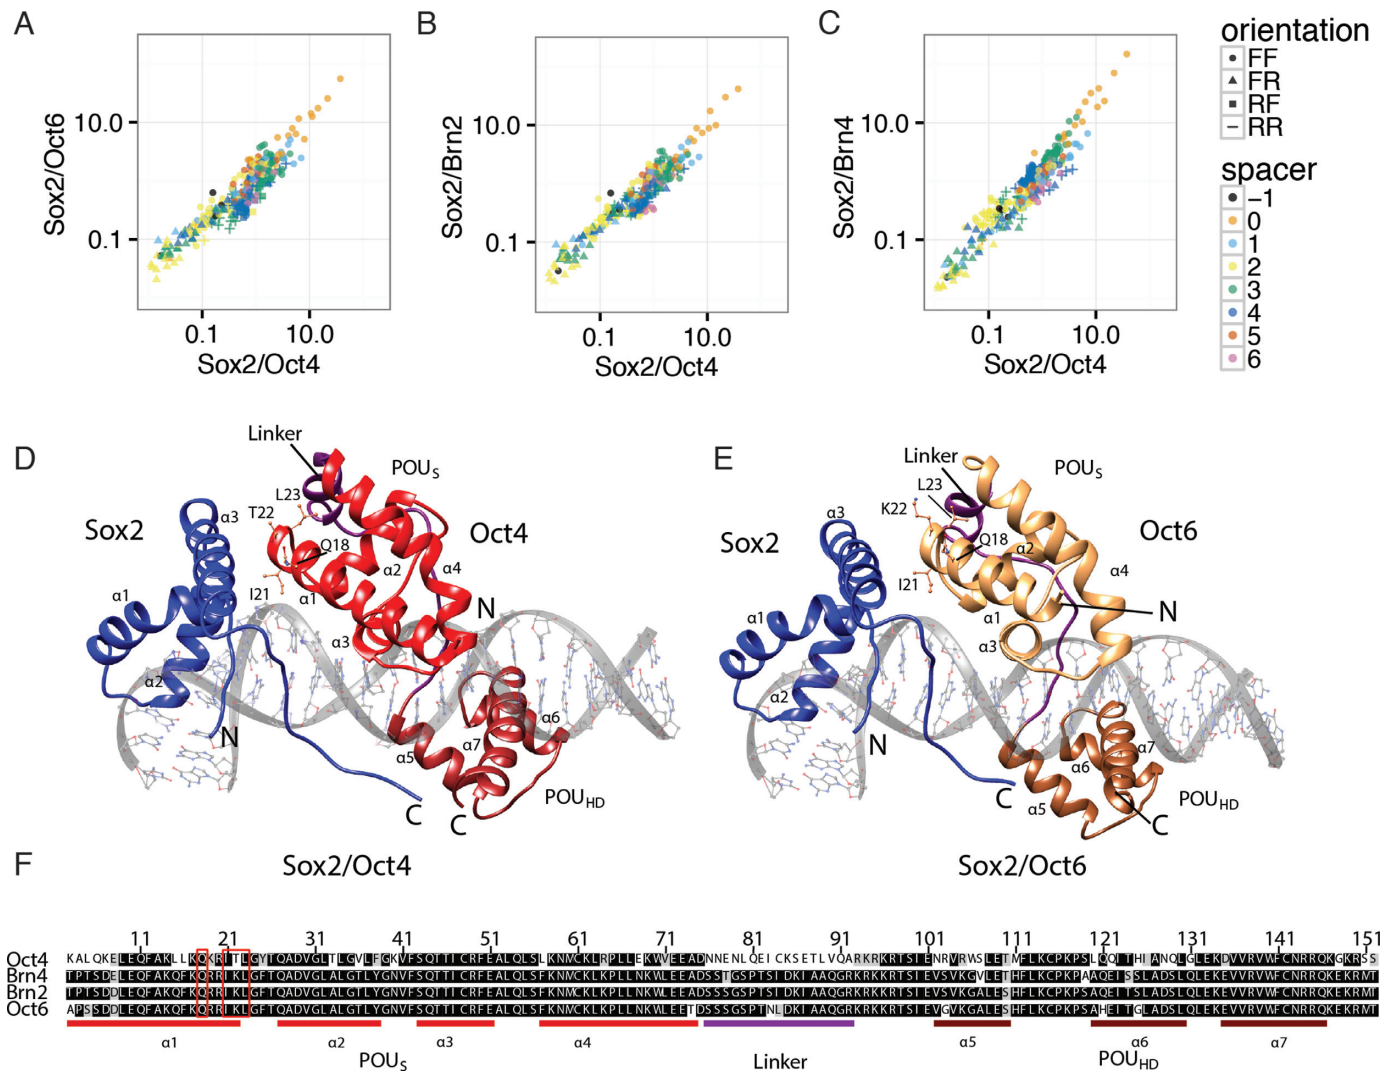 A
B
C
Sox2/Oct6
10.0
0.1
0.1
10.0
Sox2/Oct4
Sox2/Brn2
10.0
0.1
0.1
10.0
Sox2/Oct4
Sox2/Brn4
10.0
0.1
0.1
10.0
Sox2/Oct4
orientation
FF
FR
RF
RR
spacer
−1
0
1
2
3
4
5
6
D
Linker
POUS
L23
T22
Q18
I21
Sox2
Oct4
α3
α1
α2
α2
α1
α3
α4
N
N
α5
α7
α6
POUHD
C
C
Sox2/Oct4
E
Linker
POUS
L23
K22
Q18
I21
Sox2
Oct6
α3
α1
α2
α2
α1
α3
α4
N
N
α5
α6
α7
POUHD
C
C
Sox2/Oct6
F
11 21 31 41 51 61 71 81 91 101 111 121 131 141 151
Oct4
Brn4
Brn2
Oct6
α1 α2 α3 α4 α5 α6 α7
POUS Linker POUHD